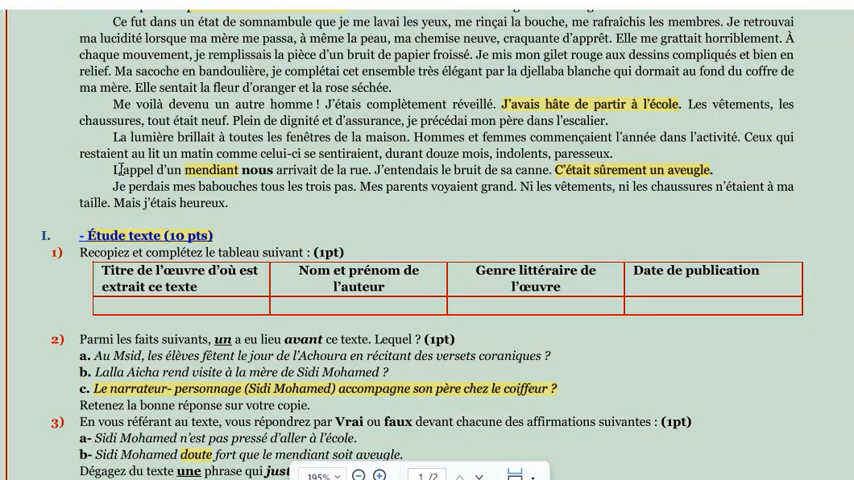 Ce fut dans un état de somnambule que je me lavai les yeux, me rinçai la bouche, me rafraîchis les membres. Je retrouvai
ma lucidité lorsque ma mère me passa, à même la peau, ma chemise neuve, craquante d'apprêt. Elle me grattait horriblement. À
chaque mouvement, je remplissais la pièce d'un bruit de papier froissé. Je mis mon gilet rouge aux dessins compliqués et bien en
relief. Ma sacoche en bandoulière, je complétai cet ensemble très élégant par la djellaba blanche qui dormait au fond du coffre de
ma mère. Elle sentait la fleur d'oranger et la rose séchée.
Me voilà devenu un autre homme ! J'étais complètement réveillé. J'avais hâte de partir à l'école. Les vêtements, les
chaussures, tout était neuf. Plein de dignité et d'assurance, je précédai mon père dans l'escalier.
La lumière brillait à toutes les fenêtres de la maison. Hommes et femmes commençaient l'année dans l'activité. Ceux qui
restaient au lit un matin comme celui-ci se sentiraient, durant douze mois, indolents, paresseux.
L'appel d'un mendiant nous arrivait de la rue. J'entendais le bruit de sa canne. C'était sûrement un aveugle.
Je perdais mes babouches tous les trois pas. Mes parents voyaient grand. Ni les vêtements, ni les chaussures n'étaient à ma
taille. Mais j'étais heureux.
I. - Étude texte (10 pts)
1) Recopiez et complétez le tableau suivant : (1pt)
Titre de l'œuvre d'où est extrait ce texte
Nom et prénom de l'auteur
Genre littéraire de l'œuvre
Date de publication
2) Parmi les faits suivants, un a eu lieu avant ce texte. Lequel ? (1pt)
a. Au Msid, les élèves fêtent le jour de l'Achoura en récitant des versets coraniques ?
b. Lalla Aicha rend visite à la mère de Sidi Mohamed ?
c. Le narrateur- personnage (Sidi Mohamed) accompagne son père chez le coiffeur ?
Retenez la bonne réponse sur votre copie.
3) En vous référant au texte, vous répondrez par Vrai ou faux devant chacune des affirmations suivantes : (1pt)
a- Sidi Mohamed n'est pas pressé d'aller à l'école.
b- Sidi Mohamed doute fort que le mendiant soit aveugle.
Dégagez du texte une phrase qui just
195%
1 /2